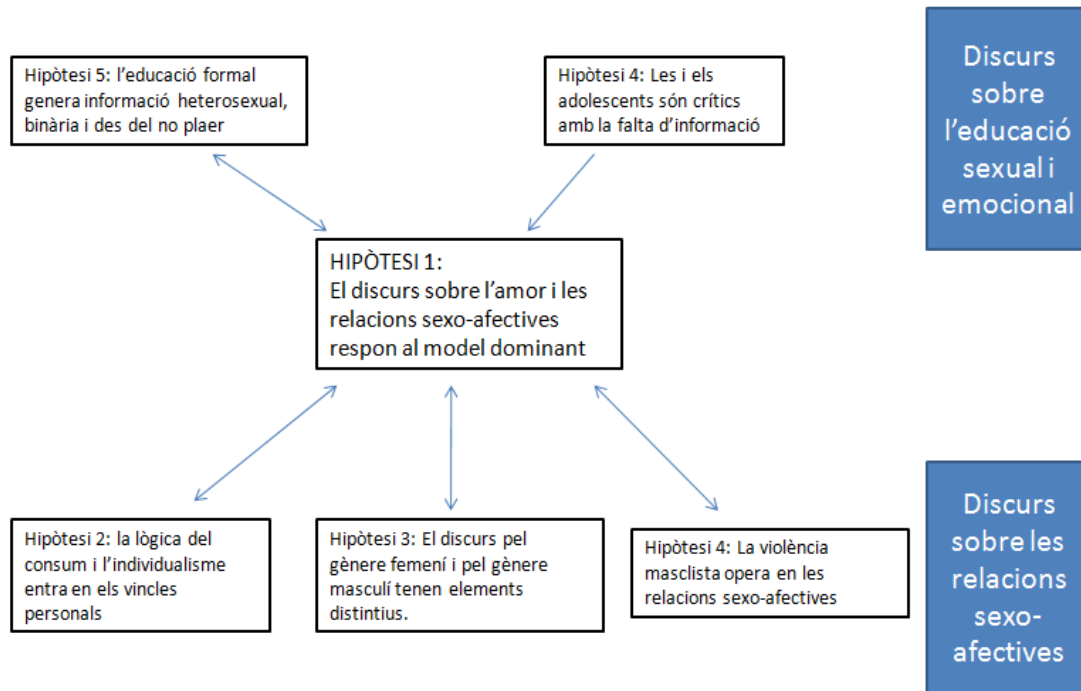 Hipòtesi 5: l'educació formal
genera informació heterosexual,
binària i des del no plaer
Hipòtesi 4: Les i els
adolescents són crítics
amb la falta d'informació
Discurs
sobre
l'educació
sexual i
emocional
HIPÒTESI 1:
El discurs sobre l'amor i les
relacions sexo-afectives
respon al model dominant
Hipòtesi 2: la lògica del
consum i l'individualisme
entra en els vincles
personals
Hipòtesi 3: El discurs pel
gènere femení i pel gènere
masculí tenen elements
distintius.
Hipòtesi 4: La violència
masclista opera en les
relacions sexo-afectives
Discurs
sobre les
relacions
sexo-
afectives